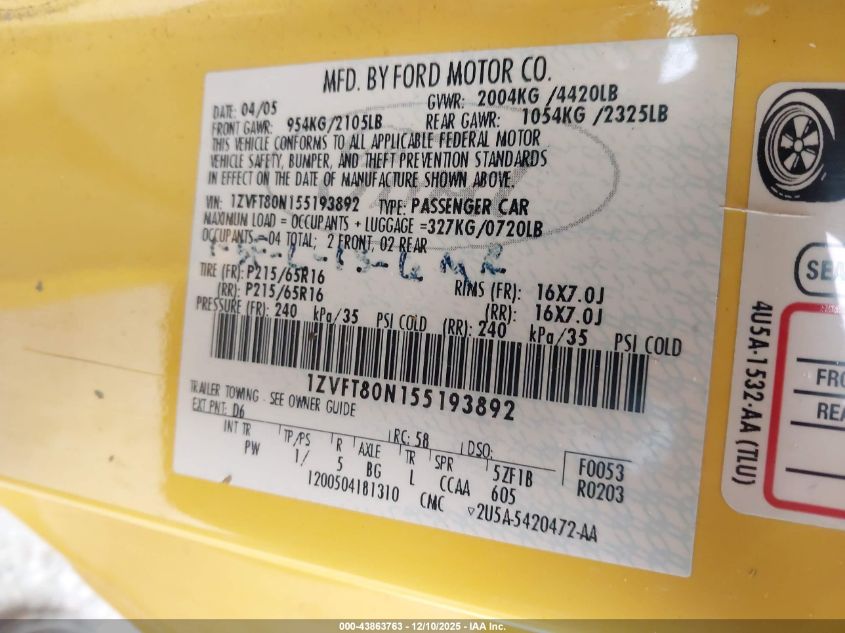 MFD. BY FORD MOTOR CO.
DATE: 04/05 GVWR: 2004KG /4420LB
FRONT GAWR: 954KG/2105LB REAR GAWR: 1054KG /2325LB
THIS VEHICLE CONFORMS TO ALL APPLICABLE FEDERAL MOTOR
VEHICLE SAFETY, BUMPER, AND THEFT PREVENTION STANDARDS
IN EFFECT ON THE DATE OF MANUFACTURE SHOWN ABOVE.
VIN: 1ZVFT80N155193892 TYPE: PASSENGER CAR
MAXIMUM LOAD = OCCUPANTS + LUGGAGE =327KG/0720LB
OCCUPANTS =04 TOTAL; 2 FRONT, 02 REAR
TIRE (FR): P215/65R16 RIMS (FR): 16X7.0J
(RR): P215/65R16 (RR): 16X7.0J
PRESSURE (FR): 240 kPa/35 PSI COLD (RR): 240 kPa/35 PSI COLD
1ZVFT80N155193892
TRAILER TOWING - SEE OWNER GUIDE
EXT PNT: D6 RC: 58 DSO:
INT TR TP/PS R AXLE TR SPR 5ZF1B F0053
PW 1/ 5 BG L CCAA 605 R0203
1200504181310 CMC ▽2U5A-5420472-AA
4U5A-1532-AA (TLU)
SEA
FRO
REA
000-43863763 - 12/10/2025 - IAA Inc.